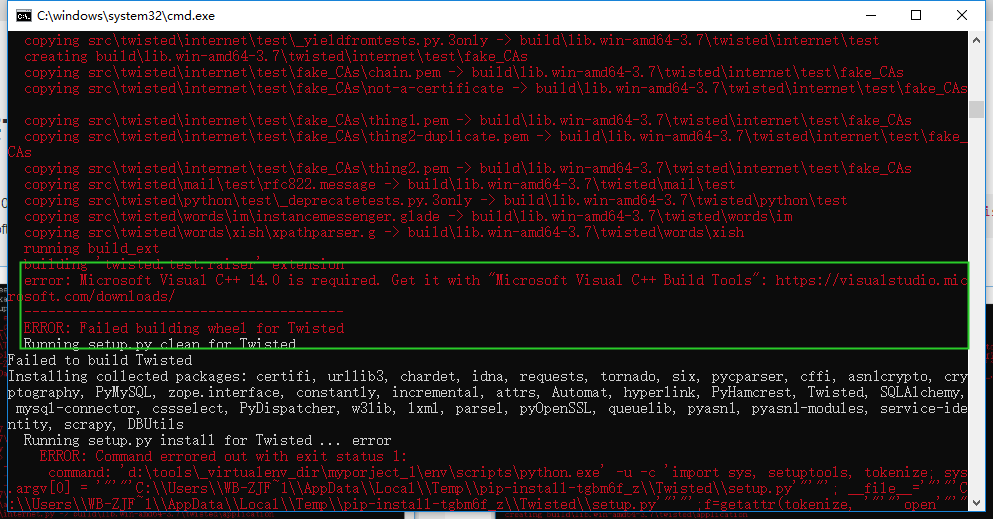 C:\windows\system32\cmd.exe
copying src\twisted\internet\test\_yieldfromtests.py.3only -> build\lib.win-amd64-3.7\twisted\internet\test
creating build\lib.win-amd64-3.7\twisted\internet\test\fake_CAs
copying src\twisted\internet\test\fake_CAs\chain.pem -> build\lib.win-amd64-3.7\twisted\internet\test\fake_CAs
copying src\twisted\internet\test\fake_CAs\not-a-certificate -> build\lib.win-amd64-3.7\twisted\internet\test\fake_CAs
copying src\twisted\internet\test\fake_CAs\thing1.pem -> build\lib.win-amd64-3.7\twisted\internet\test\fake_CAs
copying src\twisted\internet\test\fake_CAs\thing2-duplicate.pem -> build\lib.win-amd64-3.7\twisted\internet\test\fake_
CAs
copying src\twisted\internet\test\fake_CAs\thing2.pem -> build\lib.win-amd64-3.7\twisted\internet\test\fake_CAs
copying src\twisted\mail\test\rfc822.message -> build\lib.win-amd64-3.7\twisted\mail\test
copying src\twisted\python\test\_deprecatetests.py.3only -> build\lib.win-amd64-3.7\twisted\python\test
copying src\twisted\words\im\instancemessenger.glade -> build\lib.win-amd64-3.7\twisted\words\im
copying src\twisted\words\xish\xpathparser.g -> build\lib.win-amd64-3.7\twisted\words\xish
running build_ext
building 'twisted.test.raiser' extension
error: Microsoft Visual C++ 14.0 is required. Get it with "Microsoft Visual C++ Build Tools": https://visualstudio.mic
rosoft.com/downloads/
----------------------------------------
ERROR: Failed building wheel for Twisted
Running setup.py clean for Twisted
Failed to build Twisted
Installing collected packages: certifi, urllib3, chardet, idna, requests, tornado, six, pycparser, cffi, asn1crypto, cry
ptography, PyMySQL, zope.interface, constantly, incremental, attrs, Automat, hyperlink, PyHamcrest, Twisted, SQLAlchemy,
mysql-connector, cssselect, PyDispatcher, w3lib, lxml, parsel, pyOpenSSL, queuelib, pyasn1, pyasn1-modules, service-ide
ntity, scrapy, DBUtils
Running setup.py install for Twisted ... error
ERROR: Command errored out with exit status 1:
command: 'd:\tools\_virtualenv_dir\myporject_1\env\scripts\python.exe' -u -c 'import sys, setuptools, tokenize; sys
.argv[0] = '"'"'C:\\Users\\WB-ZJF~1\\AppData\\Local\\Temp\\pip-install-tgbm6f_z\\Twisted\\setup.py'"'"'; __file__='"'"'C
:\\Users\\WB-ZJF~1\\AppData\\Local\\Temp\\pip-install-tgbm6f_z\\Twisted\\setup.py'"'"';f=getattr(tokenize, '"'"'open'"'"'